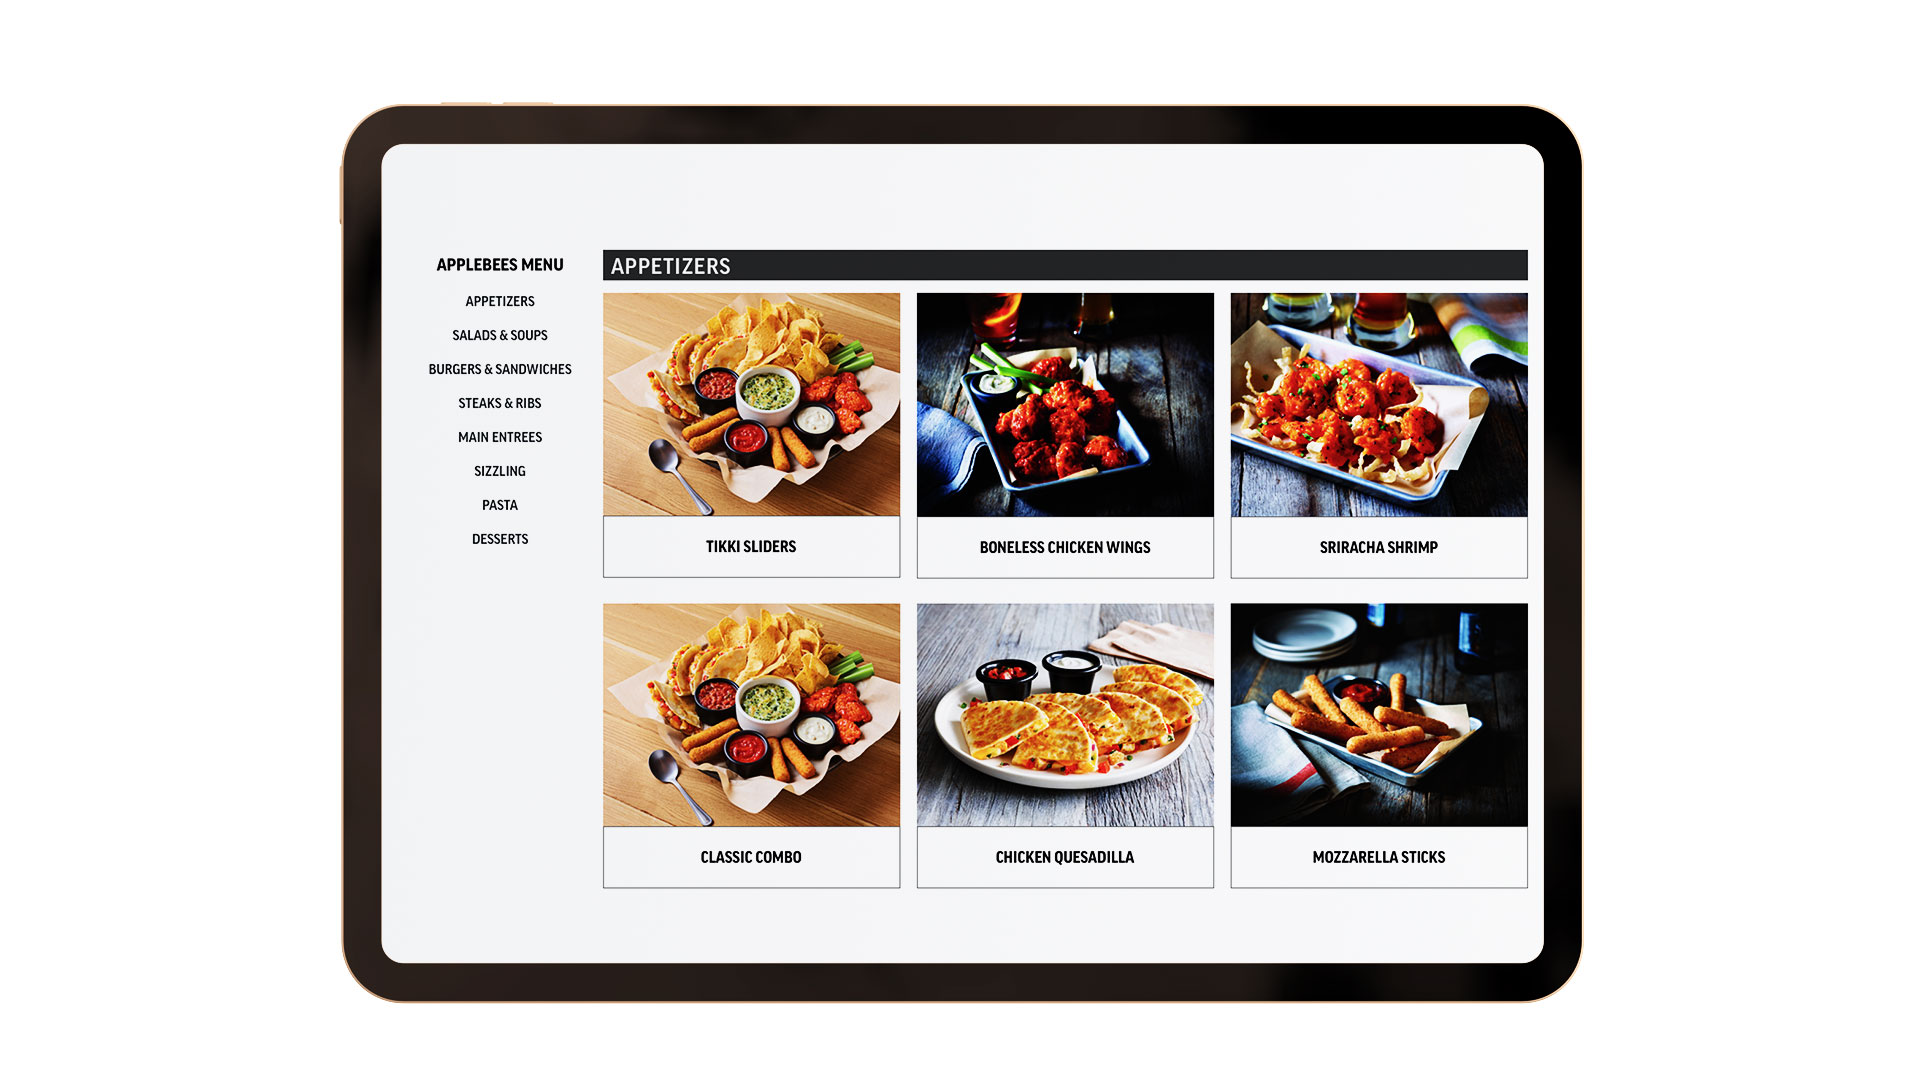 APPLEBEES MENU
APPETIZERS
SALADS & SOUPS
BURGERS & SANDWICHES
STEAKS & RIBS
MAIN ENTREES
SIZZLING
PASTA
DESSERTS
APPETIZERS
TIKKI SLIDERS
BONELESS CHICKEN WINGS
SRIRACHA SHRIMP
CLASSIC COMBO
CHICKEN QUESADILLA
MOZZARELLA STICKS